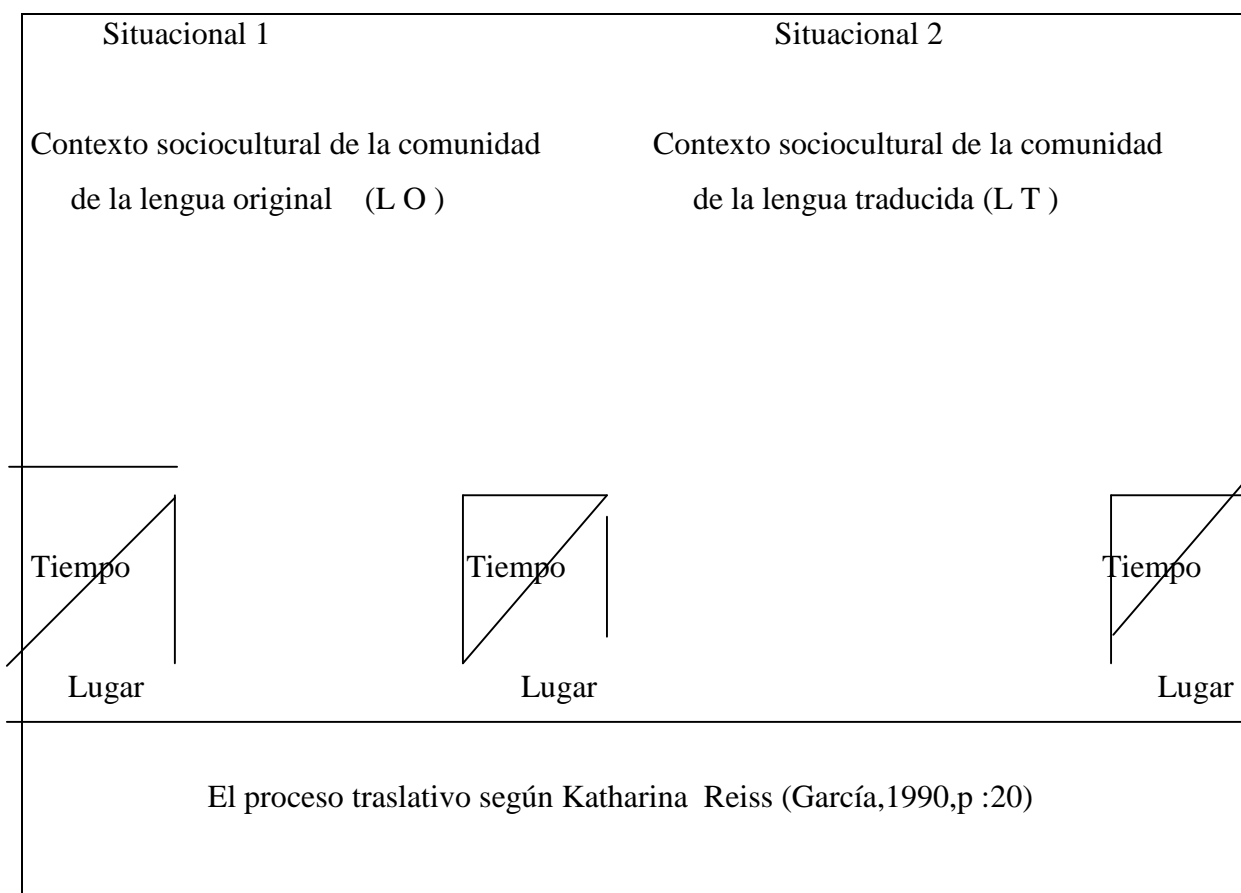 Situacional 1 Situacional 2
Contexto sociocultural de la comunidad Contexto sociocultural de la comunidad
de la lengua original (L O ) de la lengua traducida (L T )
Tiempo Tiempo Tiempo
Lugar Lugar Lugar
El proceso traslativo según Katharina Reiss (García,1990,p :20)